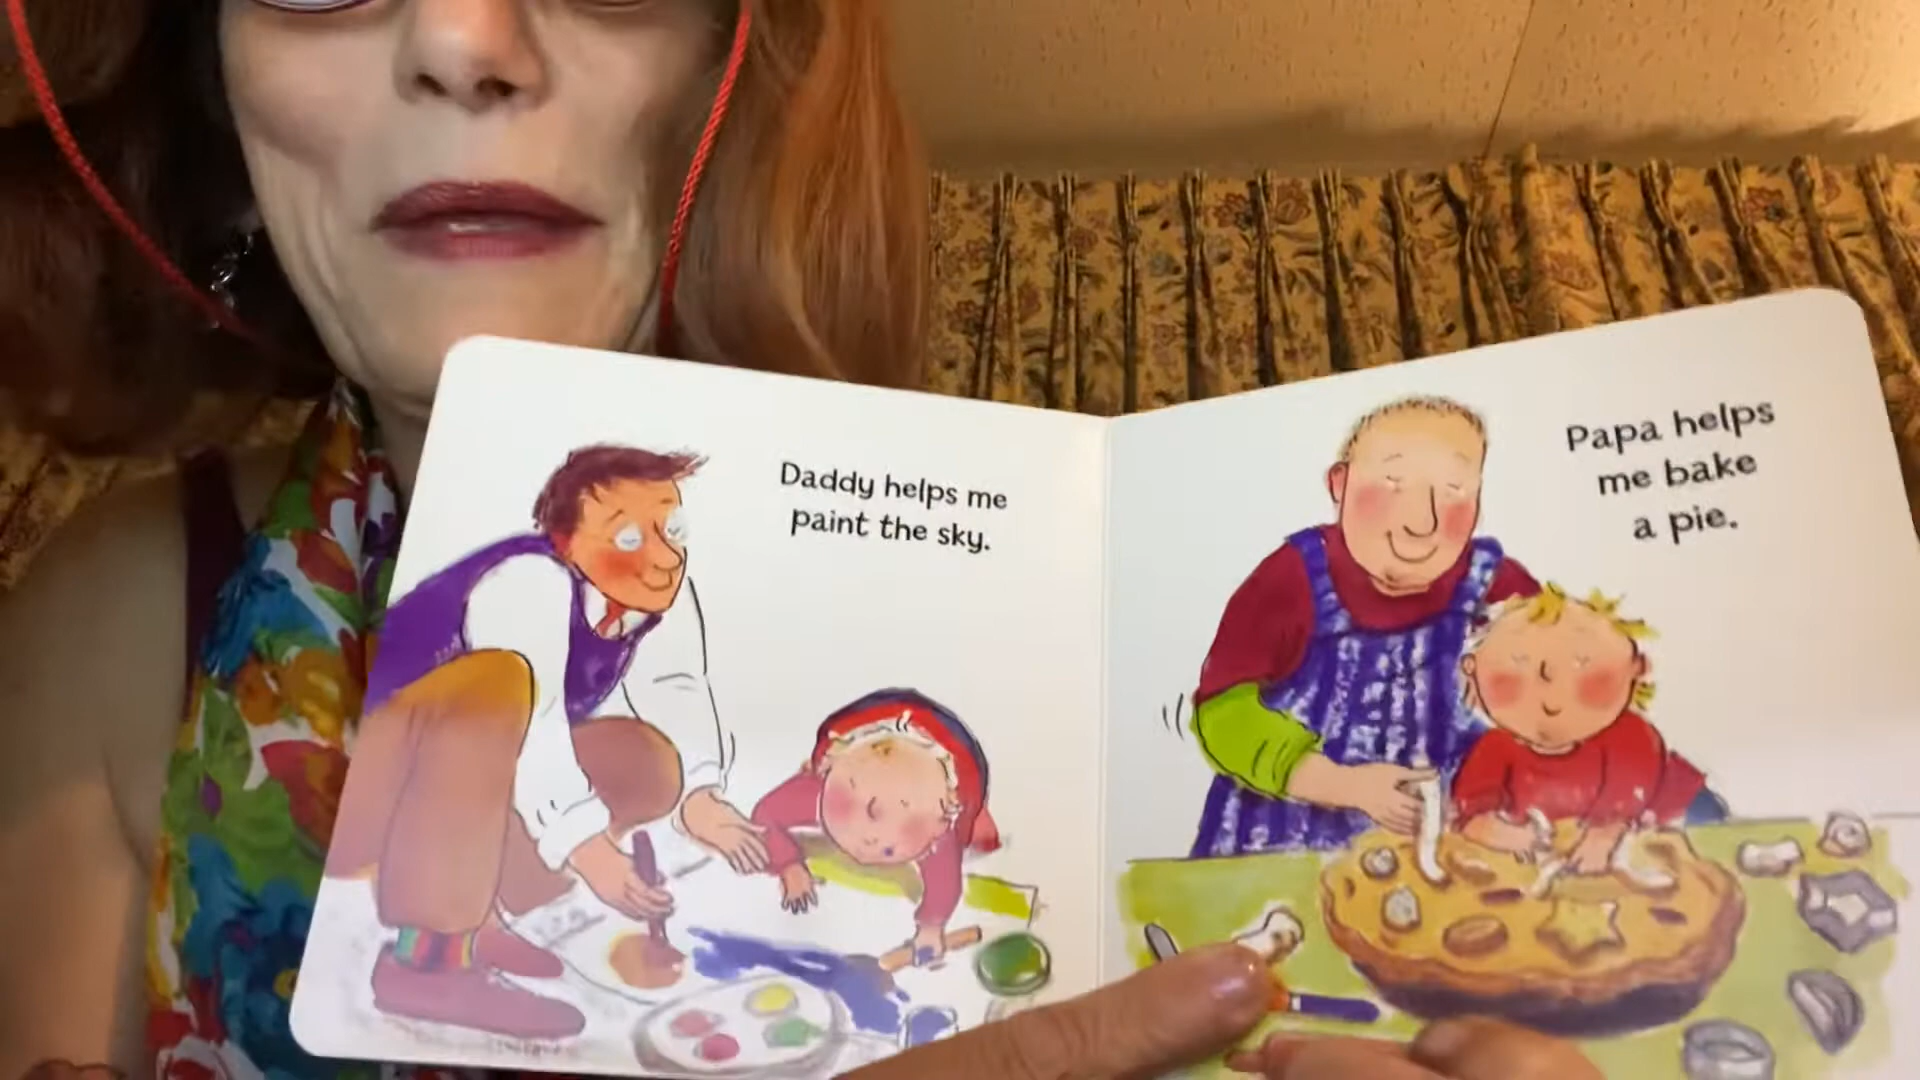 Daddy helps me
paint the sky.
Papa helps
me bake
a pie.